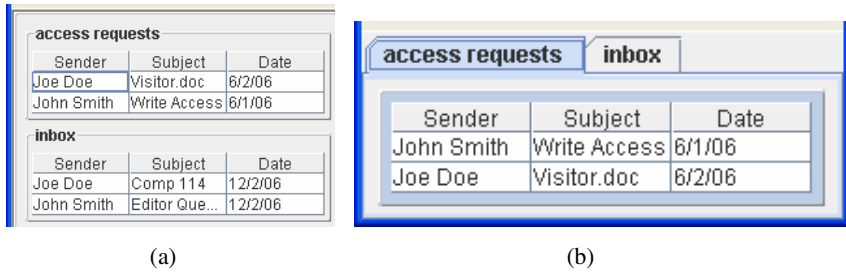 access requests
Sender Subject Date
Joe Doe Visitor.doc 6/2/06
John Smith Write Access 6/1/06
inbox
Sender Subject Date
Joe Doe Comp 114 12/2/06
John Smith Editor Que... 12/2/06
(a)
access requests inbox
Sender Subject Date
John Smith Write Access 6/1/06
Joe Doe Visitor.doc 6/2/06
(b)